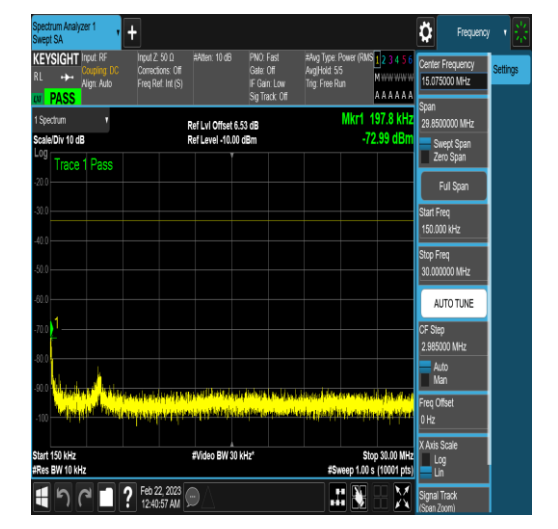 Spectrum Analyzer 1
Swept SA
Frequency
KEYSIGHT
RL
PASS
Input: RF
Coupling: DC
Align: Auto
Input Z: 50 Ω
Corrections: Off
Freq Ref: Int (S)
#Atten: 10 dB
PNO: Fast
Gate: Off
IF Gain: Low
Sig Track: Off
#Avg Type: Power (RMS
Avg|Hold: 5/5
Trig: Free Run
1 2 3 4 5 6
M W W W W W
A A A A A A
1 Spectrum
Scale/Div 10 dB
Ref Lvl Offset 6.53 dB
Ref Level -10.00 dBm
Mkr1 197.8 kHz
-72.99 dBm
Log
Trace 1 Pass
-20.0
-30.0
-40.0
-50.0
-60.0
-70.0
-80.0
-90.0
-100
1
Start 150 kHz
#Res BW 10 kHz
#Video BW 30 kHz*
Stop 30.00 MHz
#Sweep 1.00 s (10001 pts)
Feb 22, 2023
12:40:57 AM
?
Center Frequency
15.075000 MHz
Settings
Span
29.8500000 MHz
Swept Span
Zero Span
Full Span
Start Freq
150.000 kHz
Stop Freq
30.000000 MHz
AUTO TUNE
CF Step
2.985000 MHz
Auto
Man
Freq Offset
0 Hz
X Axis Scale
Log
Lin
Signal Track
(Span Zoom)